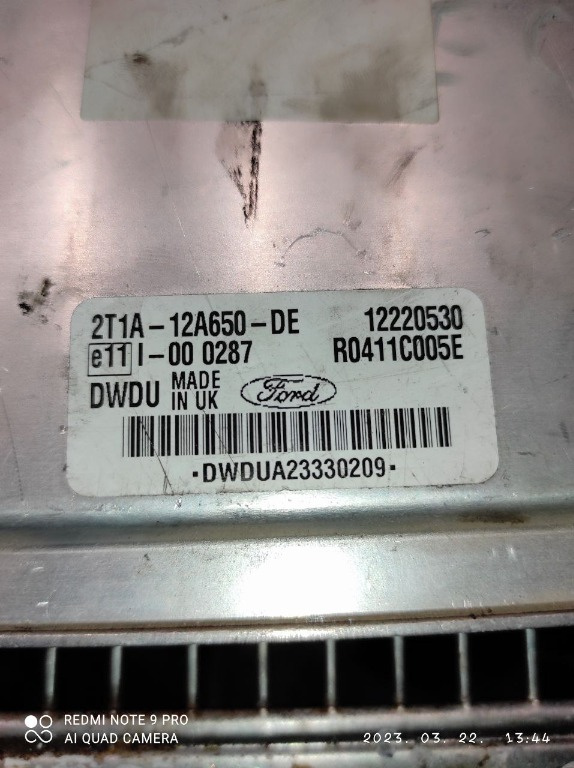 2T1A-12A650-DE 12220530
e11 I-00 0287 R0411C005E
DWDU MADE IN UK Ford
·DWDUA23330209·
REDMI NOTE 9 PRO
AI QUAD CAMERA
2023. 03. 22. 13:44